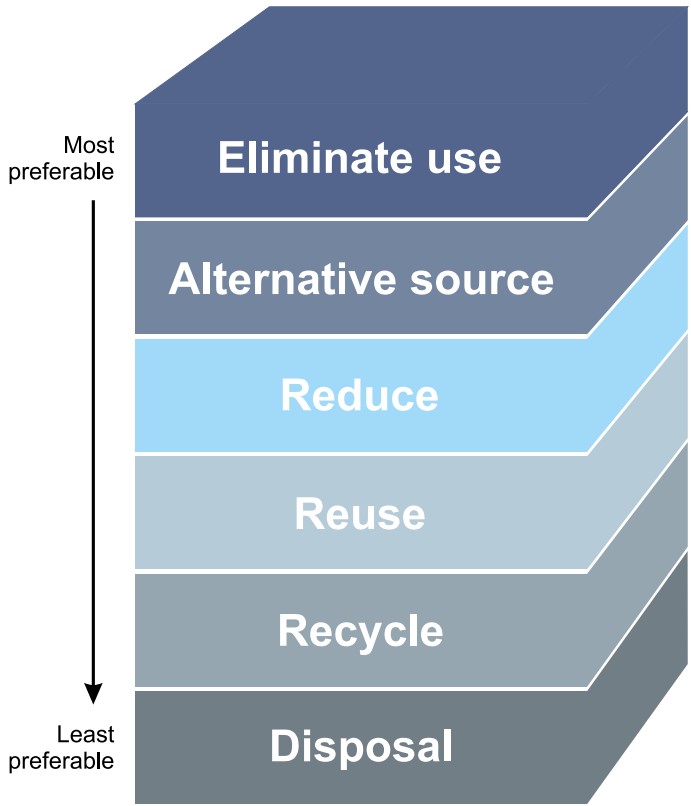 Most
preferable
Eliminate use
Alternative source
Reduce
Reuse
Recycle
Least
preferable
Disposal